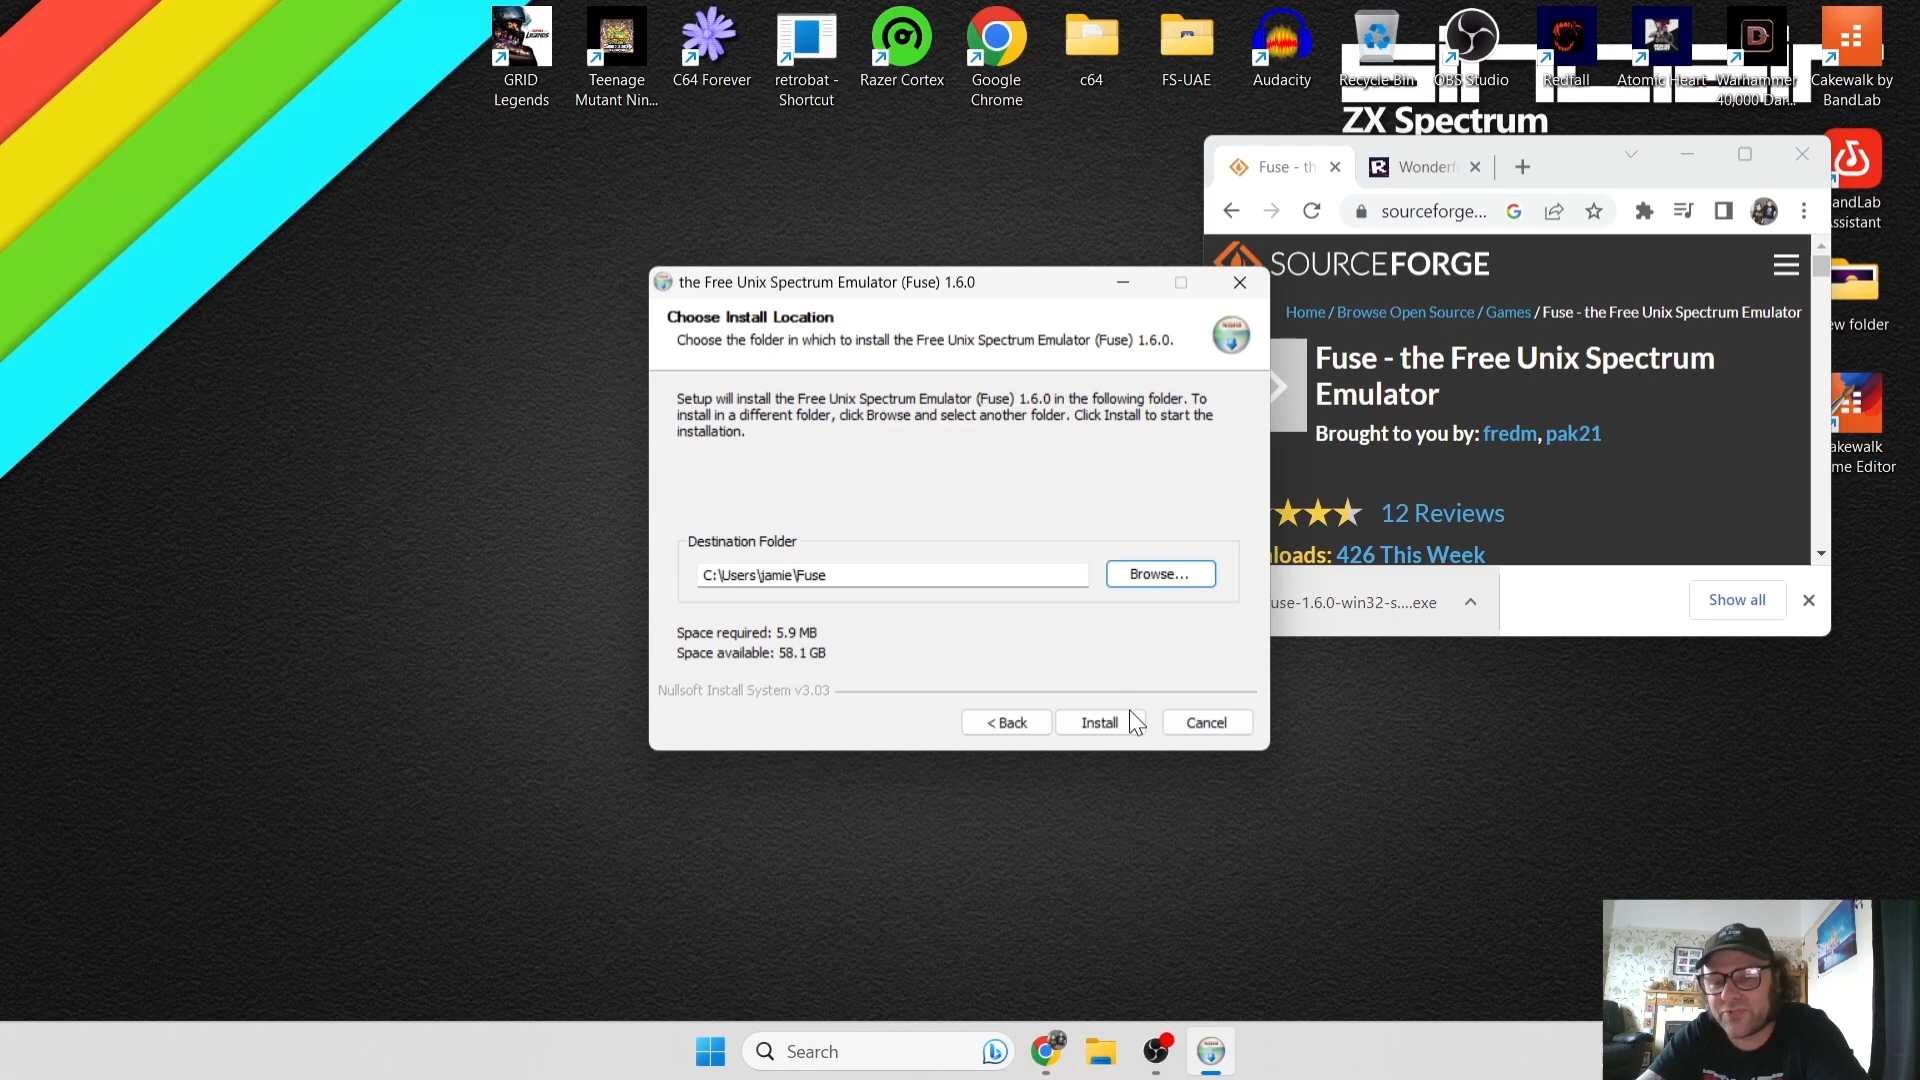 GRID
Legends
Teenage
Mutant Nin...
C64 Forever
retrobat -
Shortcut
Razer Cortex
Google
Chrome
c64
FS-UAE
Audacity
Recycle Bin
OBS Studio
Redfall
Atomic Heart
Warhammer
40,000 Dar...
Cakewalk by
BandLab
ZX Spectrum
Fuse - th
Wonderf
sourceforge...
SOURCEFORGE
Home / Browse Open Source / Games / Fuse - the Free Unix Spectrum Emulator
Fuse - the Free Unix Spectrum
Emulator
Brought to you by: fredm, pak21
12 Reviews
loads: 426 This Week
use-1.6.0-win32-s....exe
Show all
andLab
ssistant
ew folder
akewalk
me Editor
the Free Unix Spectrum Emulator (Fuse) 1.6.0
Choose Install Location
Choose the folder in which to install the Free Unix Spectrum Emulator (Fuse) 1.6.0.
Setup will install the Free Unix Spectrum Emulator (Fuse) 1.6.0 in the following folder. To
install in a different folder, click Browse and select another folder. Click Install to start the
installation.
Destination Folder
C:\Users\jamie\Fuse
Browse...
Space required: 5.9 MB
Space available: 58.1 GB
Nullsoft Install System v3.03
< Back
Install
Cancel
Search